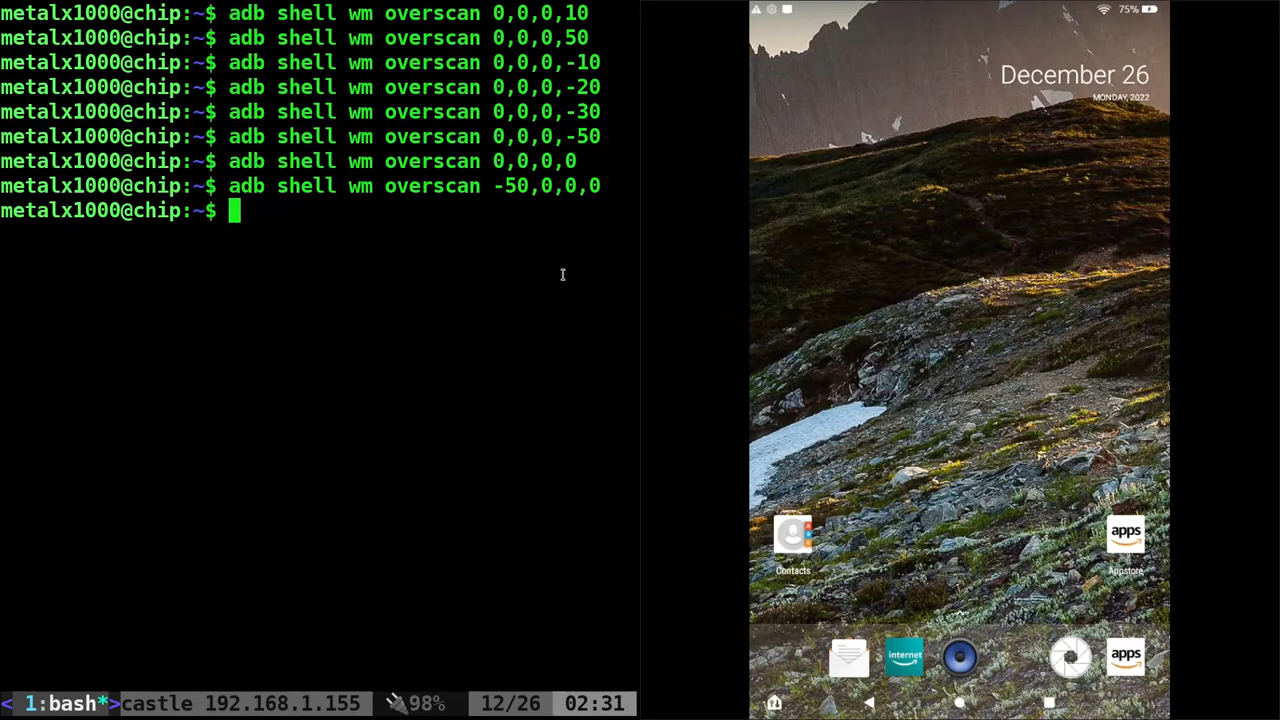 metalx1000@chip:~$ adb shell wm overscan 0,0,0,10
metalx1000@chip:~$ adb shell wm overscan 0,0,0,50
metalx1000@chip:~$ adb shell wm overscan 0,0,0,-10
metalx1000@chip:~$ adb shell wm overscan 0,0,0,-20
metalx1000@chip:~$ adb shell wm overscan 0,0,0,-30
metalx1000@chip:~$ adb shell wm overscan 0,0,0,-50
metalx1000@chip:~$ adb shell wm overscan 0,0,0,0
metalx1000@chip:~$ adb shell wm overscan -50,0,0,0
metalx1000@chip:~$
< 1:bash*>castle 192.168.1.155 98% 12/26 02:31
75%
December 26
MONDAY, 2022
apps
Contacts
Appstore
internet
apps